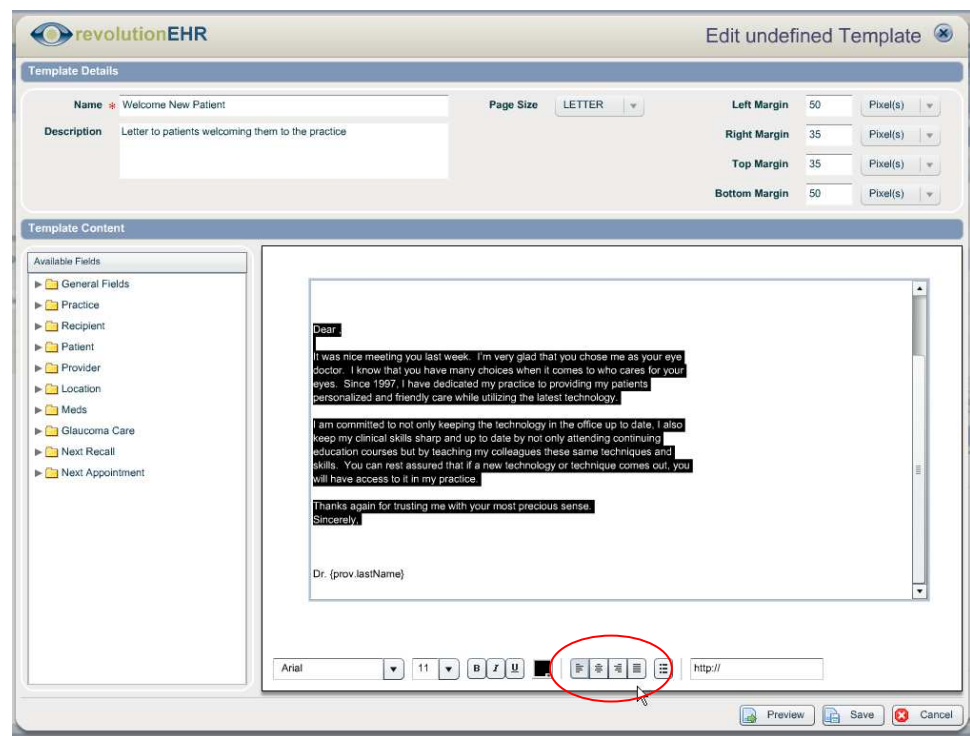 revolutionEHR
Edit undefined Template
Template Details
Name * Welcome New Patient
Page Size LETTER
Left Margin 50 Pixel(s)
Description Letter to patients welcoming them to the practice
Right Margin 35 Pixel(s)
Top Margin 35 Pixel(s)
Bottom Margin 50 Pixel(s)
Template Content
Available Fields
General Fields
Practice
Recipient
Patient
Provider
Location
Meds
Glaucoma Care
Next Recall
Next Appointment
Dear ,
It was nice meeting you last week. I'm very glad that you chose me as your eye
doctor. I know that you have many choices when it comes to who cares for your
eyes. Since 1997, I have dedicated my practice to providing my patients
personalized and friendly care while utilizing the latest technology.
I am committed to not only keeping the technology in the office up to date, I also
keep my clinical skills sharp and up to date by not only attending continuing
education courses but by teaching my colleagues these same techniques and
skills. You can rest assured that if a new technology or technique comes out, you
will have access to it in my practice.
Thanks again for trusting me with your most precious sense.
Sincerely,
Dr. {prov.lastName}
Arial 11 B I U http://
Preview Save Cancel